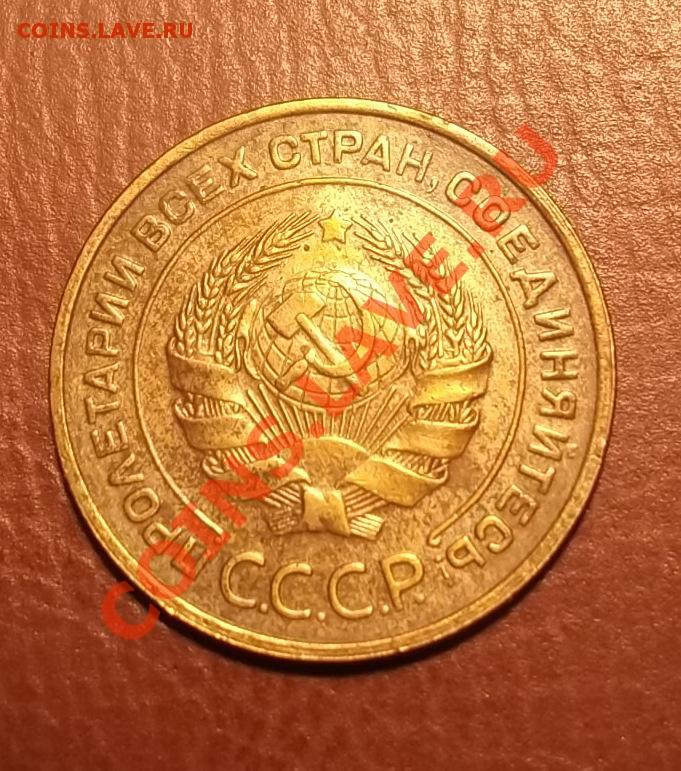 COINS.LAVE.RU
ПРОЛЕТАРИИ ВСЕХ СТРАН, СОЕДИНЯЙТЕСЬ!
С.С.С.Р.
COINS.LAVE.RU